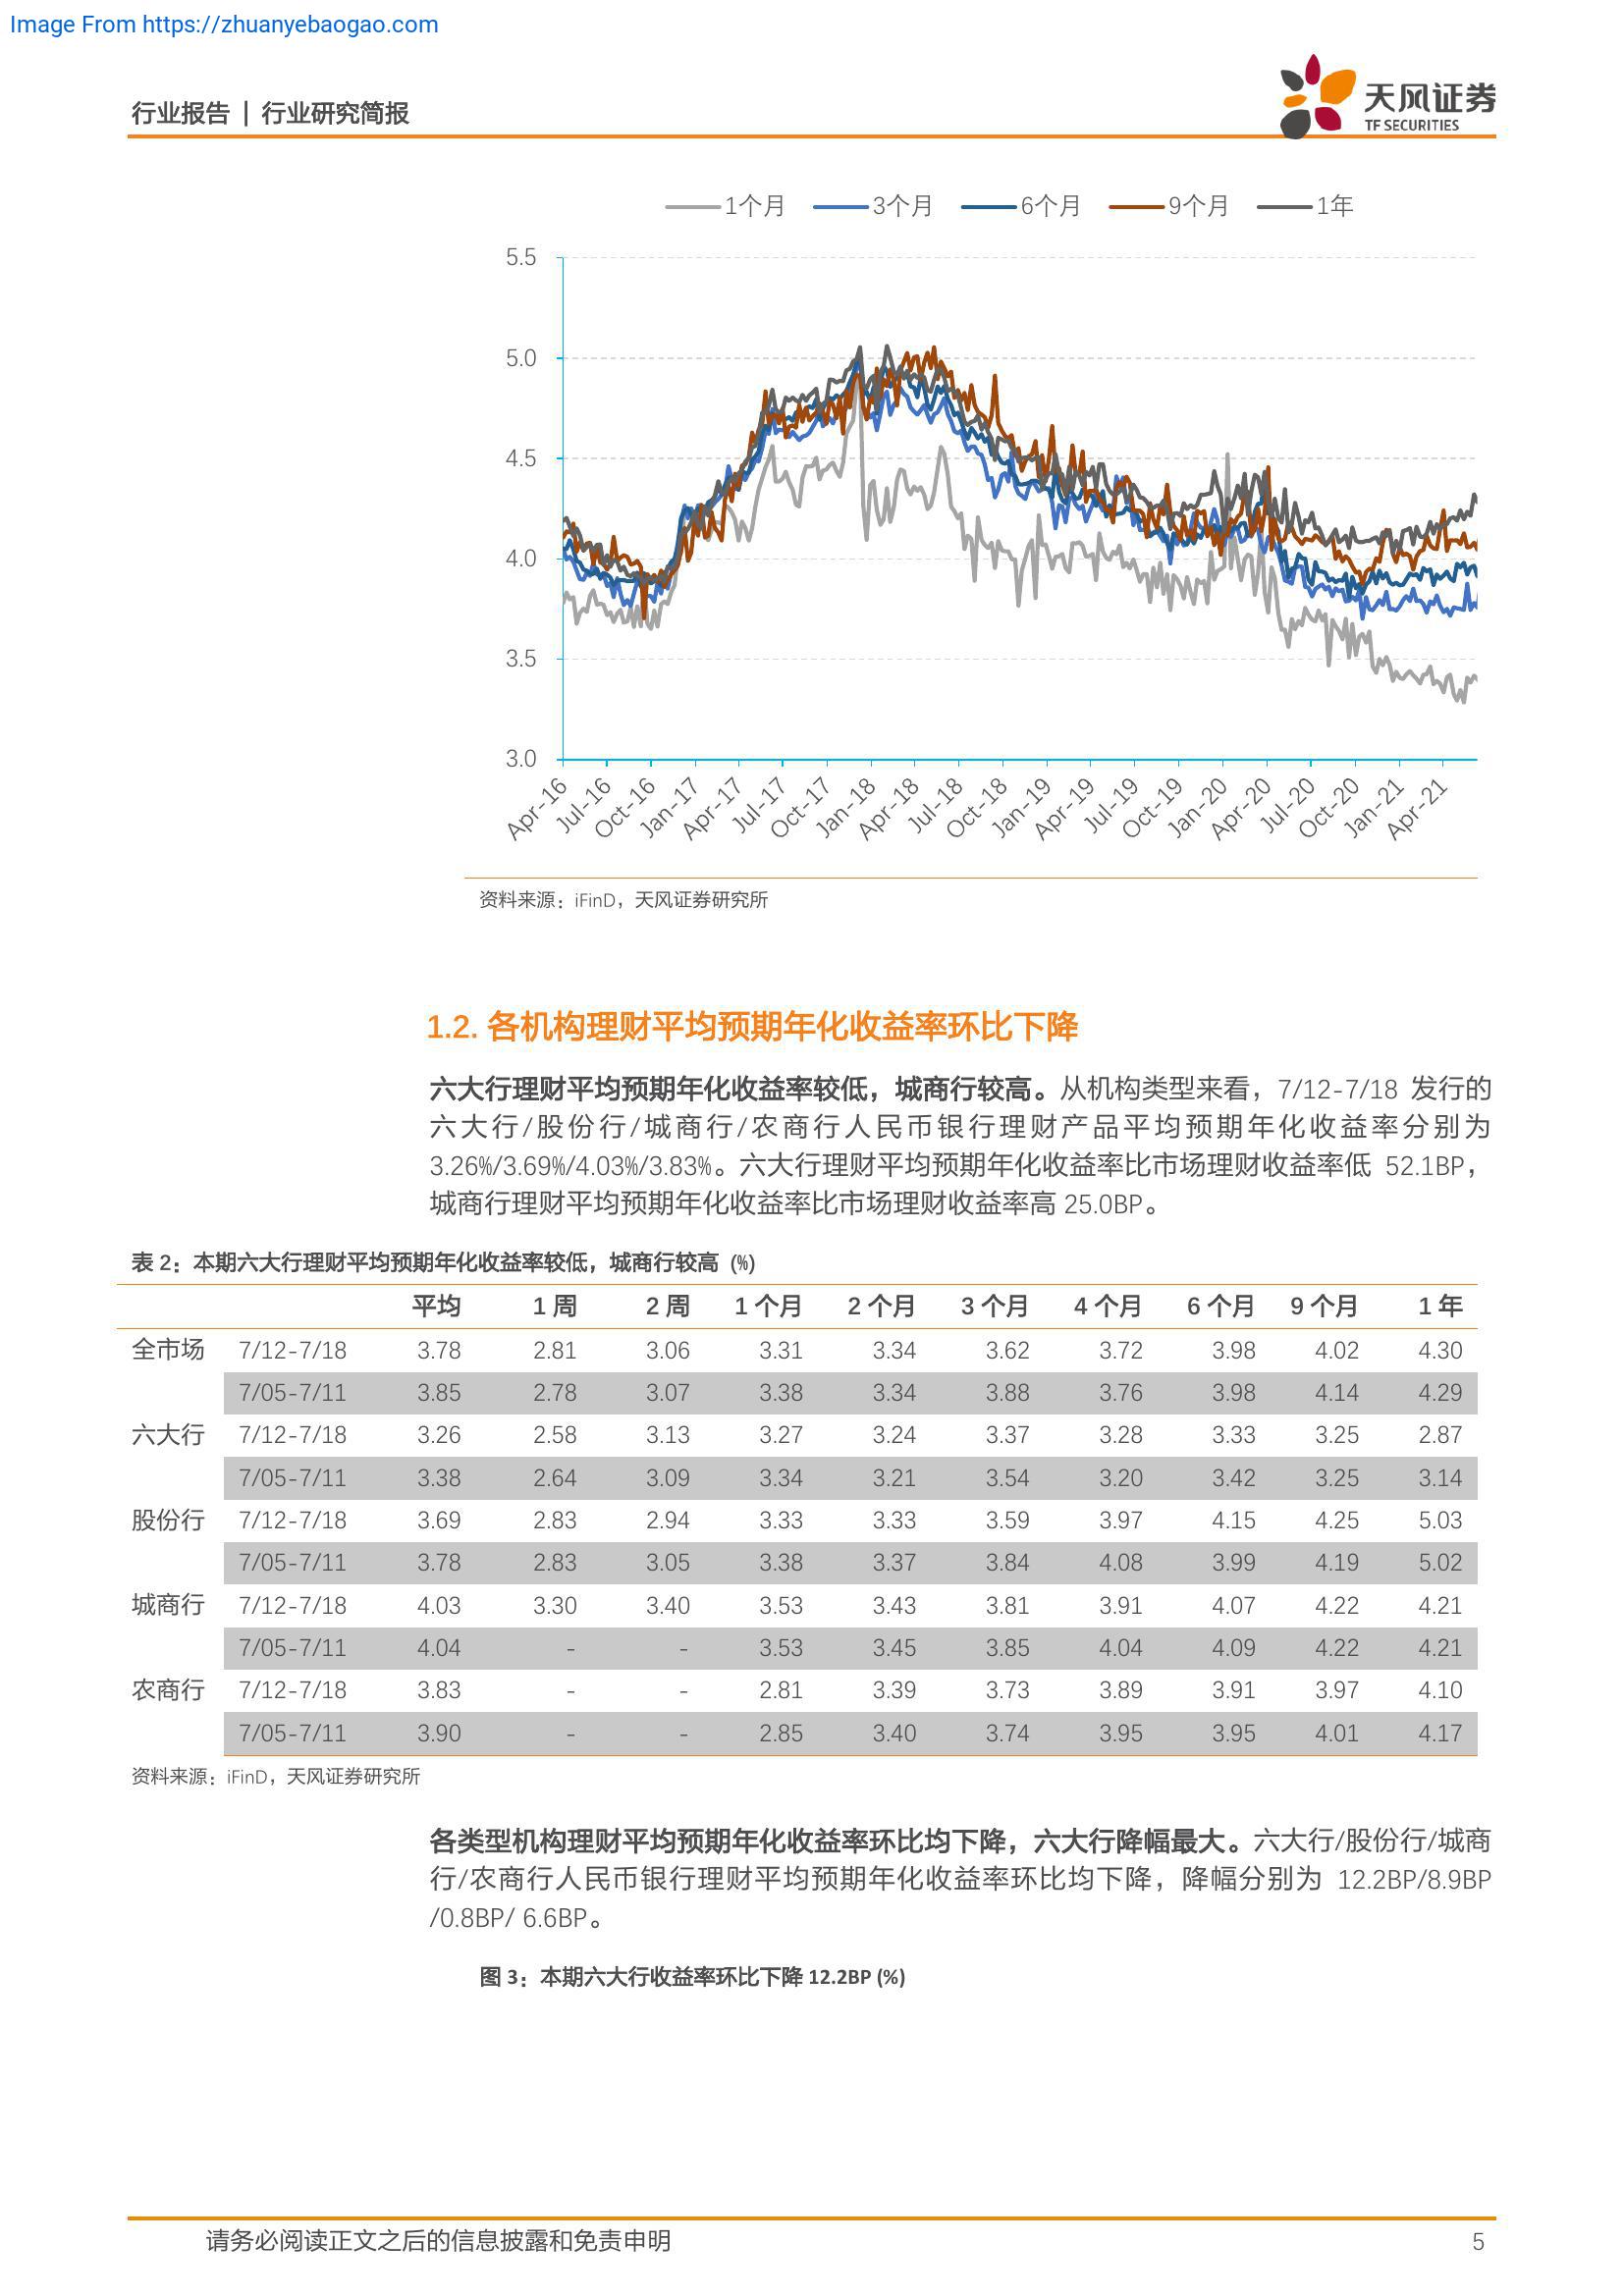 Image From https://zhuanyebaogao.com
行业报告 | 行业研究简报
天风证券
TF SECURITIES
1个月 3个月 6个月 9个月 1年
5.5
5.0
4.5
4.0
3.5
3.0
Apr-16 Jul-16 Oct-16 Jan-17 Apr-17 Jul-17 Oct-17 Jan-18 Apr-18 Jul-18 Oct-18 Jan-19 Apr-19 Jul-19 Oct-19 Jan-20 Apr-20 Jul-20 Oct-20 Jan-21 Apr-21
资料来源：iFinD，天风证券研究所
1.2. 各机构理财平均预期年化收益率环比下降
六大行理财平均预期年化收益率较低，城商行较高。从机构类型来看，7/12-7/18 发行的
六大行/股份行/城商行/农商行人民币银行理财产品平均预期年化收益率分别为
3.26%/3.69%/4.03%/3.83%。六大行理财平均预期年化收益率比市场理财收益率低 52.1BP，
城商行理财平均预期年化收益率比市场理财收益率高 25.0BP。
表 2：本期六大行理财平均预期年化收益率较低，城商行较高 (%)
平均 1 周 2 周 1 个月 2 个月 3 个月 4 个月 6 个月 9 个月 1 年
全市场 7/12-7/18 3.78 2.81 3.06 3.31 3.34 3.62 3.72 3.98 4.02 4.30
7/05-7/11 3.85 2.78 3.07 3.38 3.34 3.88 3.76 3.98 4.14 4.29
六大行 7/12-7/18 3.26 2.58 3.13 3.27 3.24 3.37 3.28 3.33 3.25 2.87
7/05-7/11 3.38 2.64 3.09 3.34 3.21 3.54 3.20 3.42 3.25 3.14
股份行 7/12-7/18 3.69 2.83 2.94 3.33 3.33 3.59 3.97 4.15 4.25 5.03
7/05-7/11 3.78 2.83 3.05 3.38 3.37 3.84 4.08 3.99 4.19 5.02
城商行 7/12-7/18 4.03 3.30 3.40 3.53 3.43 3.81 3.91 4.07 4.22 4.21
7/05-7/11 4.04 - - 3.53 3.45 3.85 4.04 4.09 4.22 4.21
农商行 7/12-7/18 3.83 - - 2.81 3.39 3.73 3.89 3.91 3.97 4.10
7/05-7/11 3.90 - - 2.85 3.40 3.74 3.95 3.95 4.01 4.17
资料来源：iFinD，天风证券研究所
各类型机构理财平均预期年化收益率环比均下降，六大行降幅最大。六大行/股份行/城商
行/农商行人民币银行理财平均预期年化收益率环比均下降，降幅分别为 12.2BP/8.9BP
/0.8BP/ 6.6BP。
图 3：本期六大行收益率环比下降 12.2BP (%)
请务必阅读正文之后的信息披露和免责申明 5